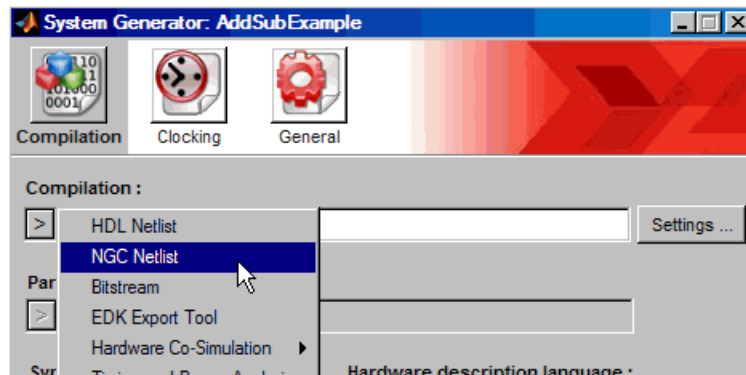 System Generator: AddSubExample
Compilation
Clocking
General
Compilation :
>
HDL Netlist
Settings ...
NGC Netlist
Par
Bitstream
>
EDK Export Tool
Hardware Co-Simulation
Hardware description language :